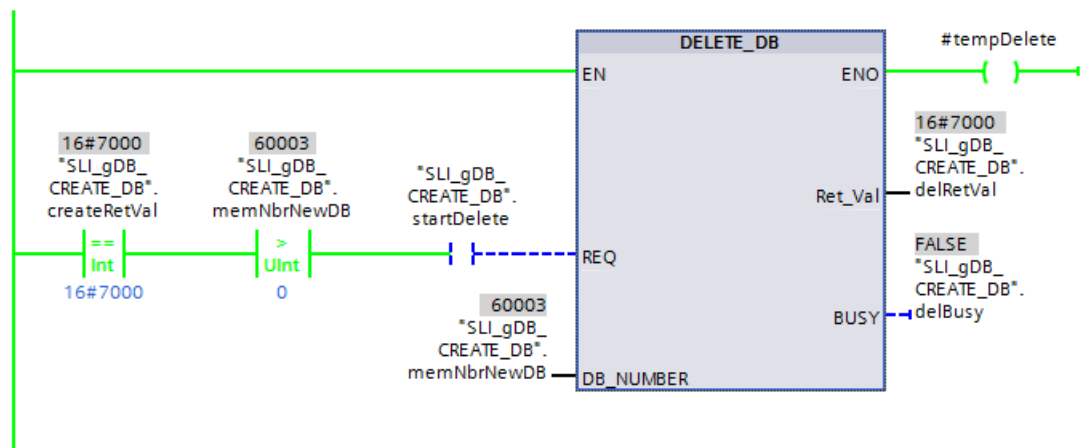 DELETE_DB
#tempDelete
EN
ENO
16#7000
"SLI_gDB_
CREATE_DB".
createRetVal
==
Int
16#7000
60003
"SLI_gDB_
CREATE_DB".
memNbrNewDB
>
UInt
0
"SLI_gDB_
CREATE_DB".
startDelete
REQ
16#7000
"SLI_gDB_
CREATE_DB".
delRetVal
Ret_Val
FALSE
"SLI_gDB_
CREATE_DB".
delBusy
BUSY
60003
"SLI_gDB_
CREATE_DB".
memNbrNewDB
DB_NUMBER